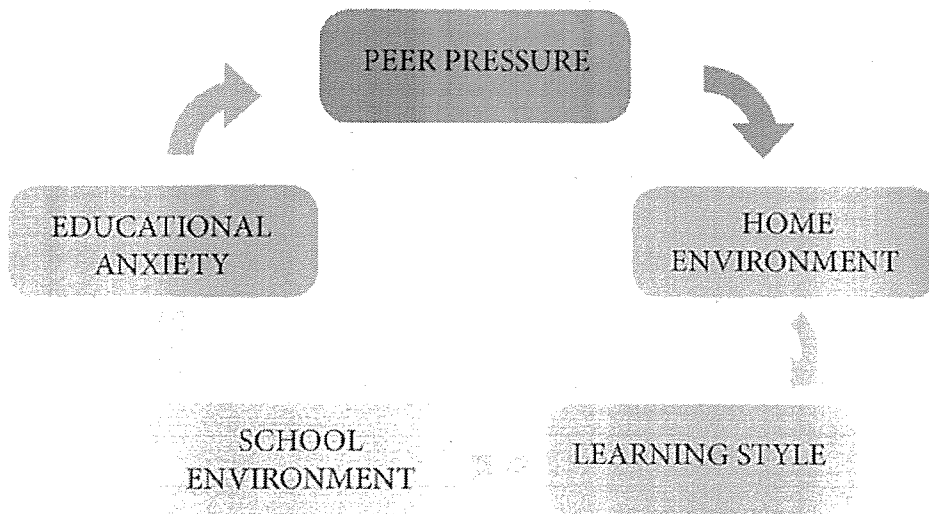 PEER PRESSURE
EDUCATIONAL
ANXIETY
HOME
ENVIRONMENT
SCHOOL
ENVIRONMENT
LEARNING STYLE